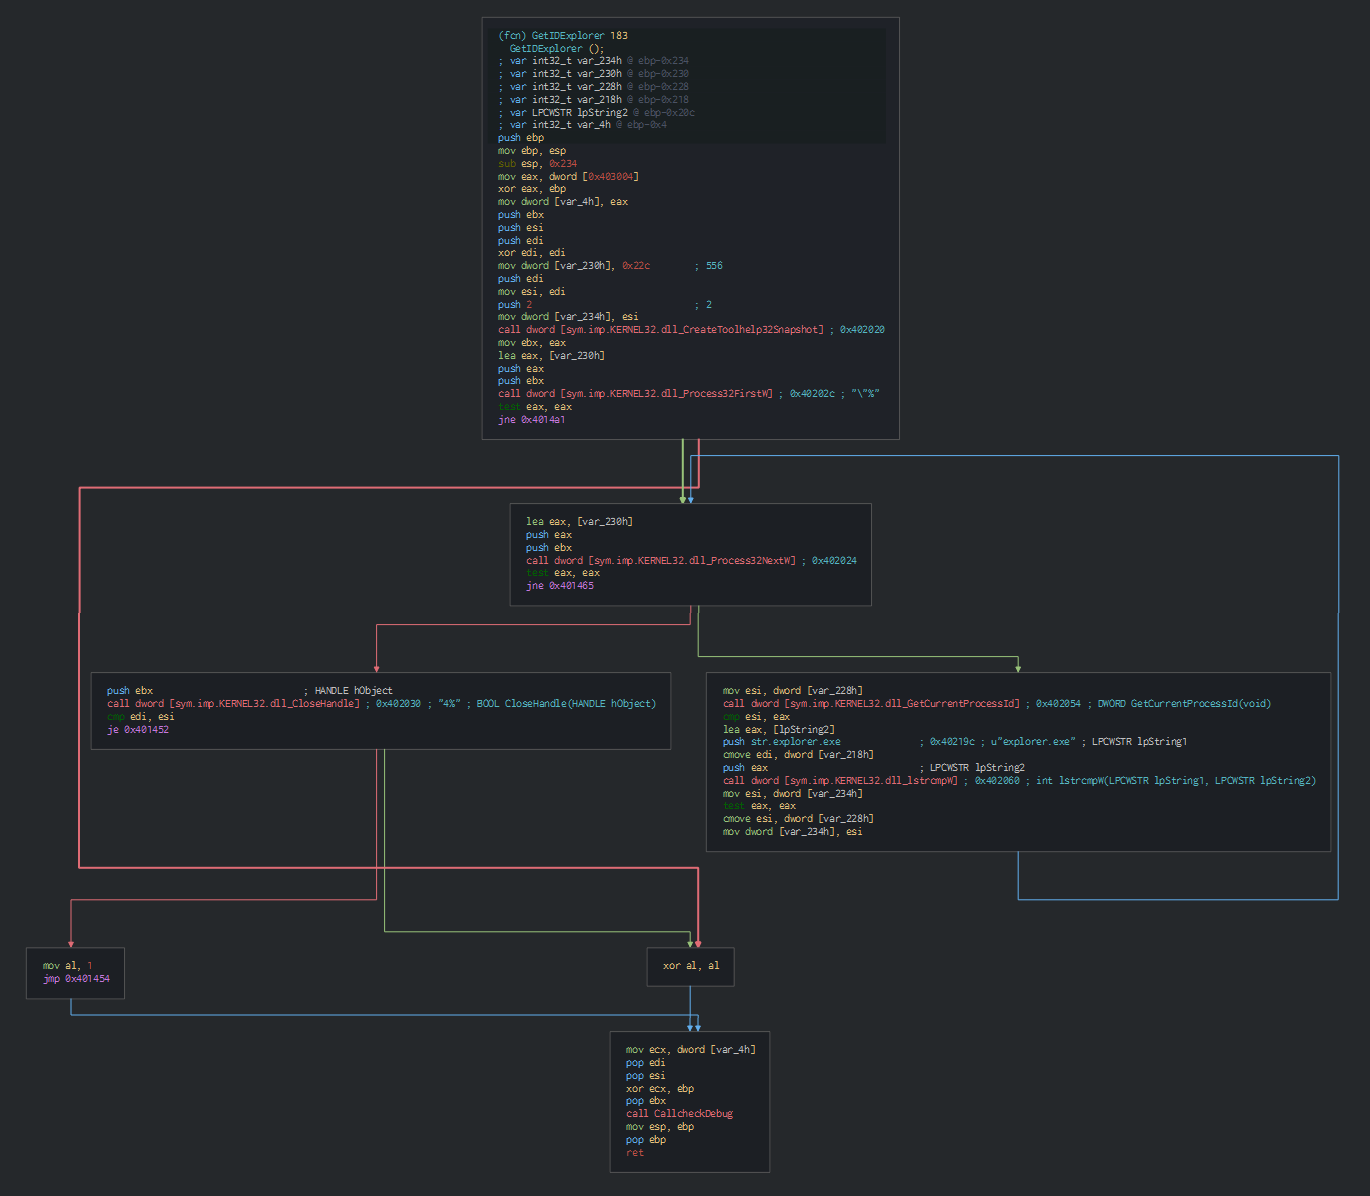 (fcn) GetIDExplorer 183
GetIDExplorer ();
; var int32_t var_234h @ ebp-0x234
; var int32_t var_230h @ ebp-0x230
; var int32_t var_228h @ ebp-0x228
; var int32_t var_218h @ ebp-0x218
; var LPCWSTR lpString2 @ ebp-0x20c
; var int32_t var_4h @ ebp-0x4
push ebp
mov ebp, esp
sub esp, 0x234
mov eax, dword [0x403004]
xor eax, ebp
mov dword [var_4h], eax
push ebx
push esi
push edi
xor edi, edi
mov dword [var_230h], 0x22c ; 556
push edi
mov esi, edi
push 2 ; 2
mov dword [var_234h], esi
call dword [sym.imp.KERNEL32.dll_CreateToolhelp32Snapshot] ; 0x402020
mov ebx, eax
lea eax, [var_230h]
push eax
push ebx
call dword [sym.imp.KERNEL32.dll_Process32FirstW] ; 0x40202c ; "\"%"
test eax, eax
jne 0x4014a1
lea eax, [var_230h]
push eax
push ebx
call dword [sym.imp.KERNEL32.dll_Process32NextW] ; 0x402024
test eax, eax
jne 0x401465
push ebx ; HANDLE hObject
call dword [sym.imp.KERNEL32.dll_CloseHandle] ; 0x402030 ; "4%" ; BOOL CloseHandle(HANDLE hObject)
cmp edi, esi
je 0x401452
mov esi, dword [var_228h]
call dword [sym.imp.KERNEL32.dll_GetCurrentProcessId] ; 0x402054 ; DWORD GetCurrentProcessId(void)
cmp esi, eax
lea eax, [lpString2]
push str.explorer.exe ; 0x40219c ; u"explorer.exe" ; LPCWSTR lpString1
cmove edi, dword [var_218h]
push eax ; LPCWSTR lpString2
call dword [sym.imp.KERNEL32.dll_lstrcmpW] ; 0x402060 ; int lstrcmpW(LPCWSTR lpString1, LPCWSTR lpString2)
mov esi, dword [var_234h]
test eax, eax
cmove esi, dword [var_228h]
mov dword [var_234h], esi
mov al, 1
jmp 0x401454
xor al, al
mov ecx, dword [var_4h]
pop edi
pop esi
xor ecx, ebp
pop ebx
call CallcheckDebug
mov esp, ebp
pop ebp
ret